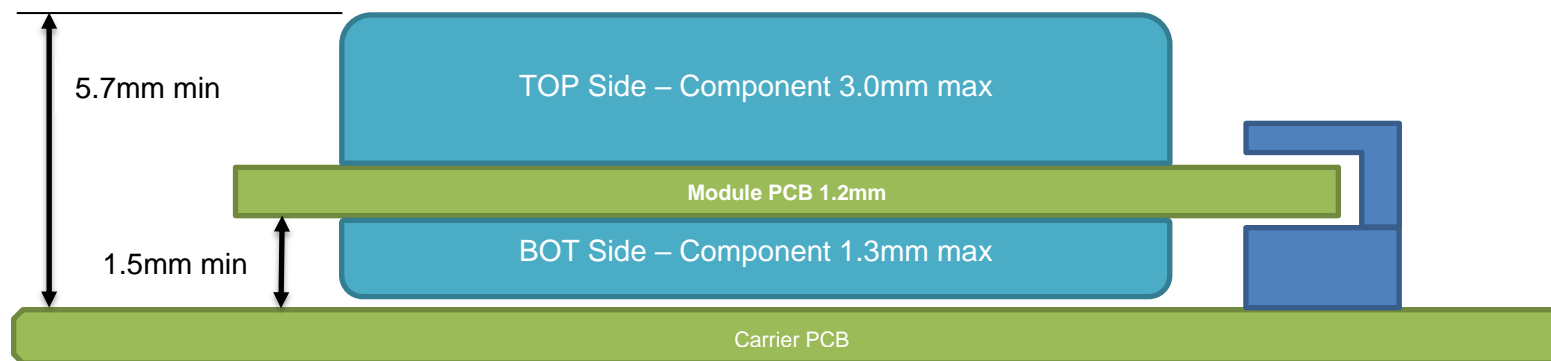 5.7mm min
TOP Side – Component 3.0mm max
Module PCB 1.2mm
1.5mm min
BOT Side – Component 1.3mm max
Carrier PCB